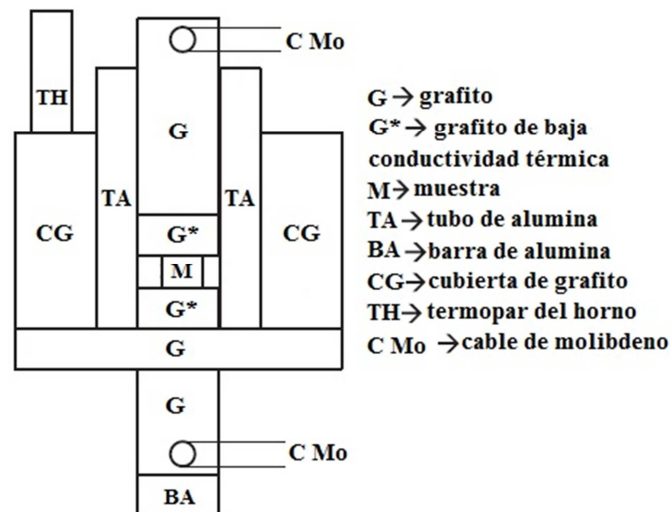 C Mo
TH
G
TA
TA
CG
G*
CG
M
G*
G
G
C Mo
BA
G → grafito
G* → grafito de baja
conductividad térmica
M → muestra
TA → tubo de alumina
BA → barra de alumina
CG → cubierta de grafito
TH → termopar del horno
C Mo → cable de molibdeno